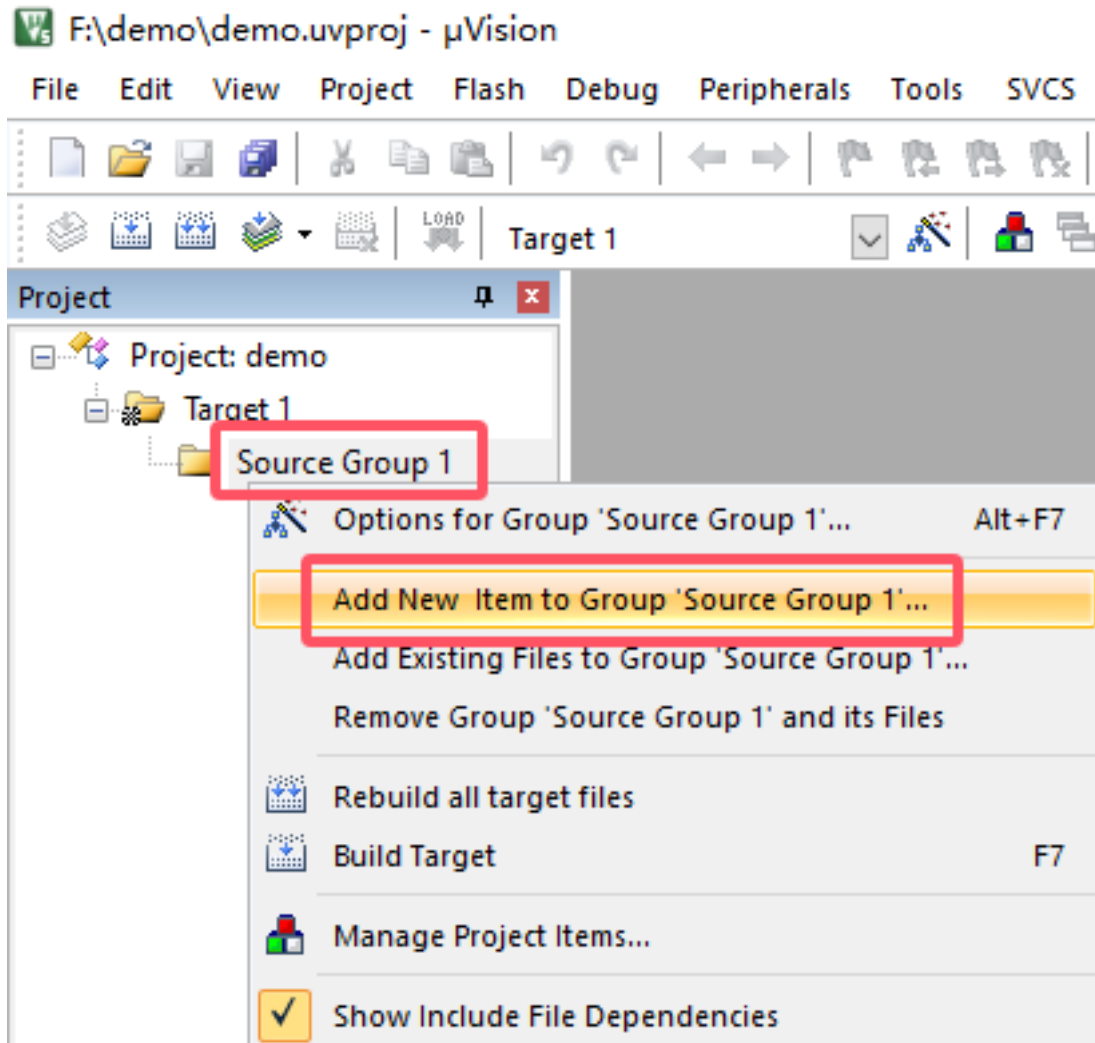 F:\demo\demo.uvproj - µVision
File Edit View Project Flash Debug Peripherals Tools SVCS
LOAD
Target 1
Project
Project: demo
Target 1
Source Group 1
Options for Group 'Source Group 1'... Alt+F7
Add New  Item to Group 'Source Group 1'...
Add Existing Files to Group 'Source Group 1'...
Remove Group 'Source Group 1' and its Files
Rebuild all target files
Build Target F7
Manage Project Items...
Show Include File Dependencies